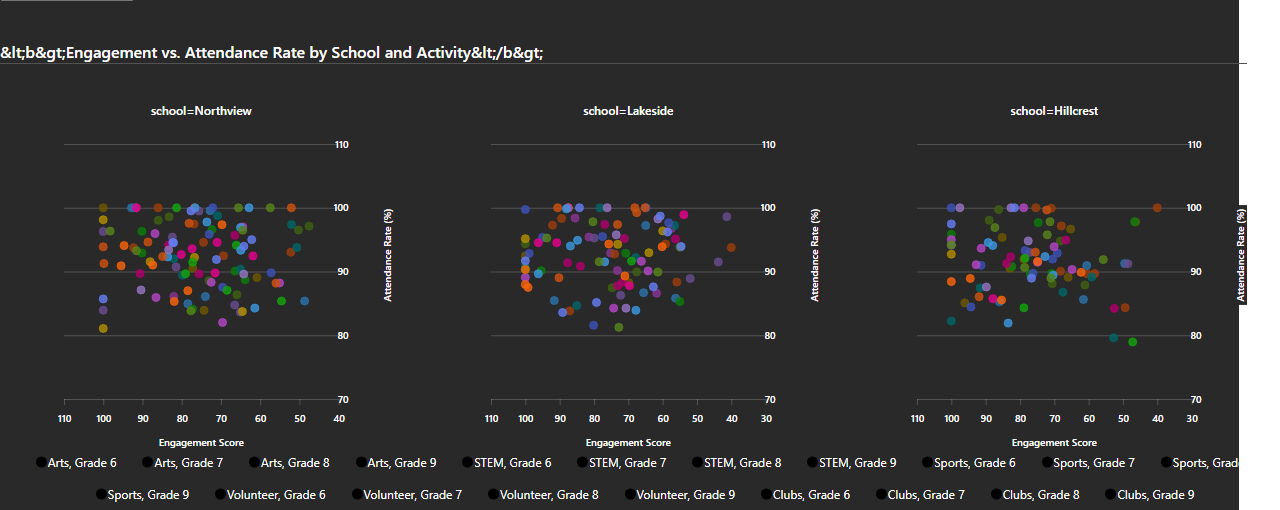 &lt;b&gt;Engagement vs. Attendance Rate by School and Activity&lt;/b&gt;
school=Northview
school=Lakeside
school=Hillcrest
110
100
90
80
70
Attendance Rate (%)
110 100 90 80 70 60 50 40
Engagement Score
110
100
90
80
70
Attendance Rate (%)
110 100 90 80 70 60 50 40 30
Engagement Score
110
100
90
80
70
Attendance Rate (%)
110 100 90 80 70 60 50 40 30
Engagement Score
Arts, Grade 6 Arts, Grade 7 Arts, Grade 8 Arts, Grade 9 STEM, Grade 6 STEM, Grade 7 STEM, Grade 8 STEM, Grade 9 Sports, Grade 6 Sports, Grade 7 Sports, Grad
Sports, Grade 9 Volunteer, Grade 6 Volunteer, Grade 7 Volunteer, Grade 8 Volunteer, Grade 9 Clubs, Grade 6 Clubs, Grade 7 Clubs, Grade 8 Clubs, Grade 9